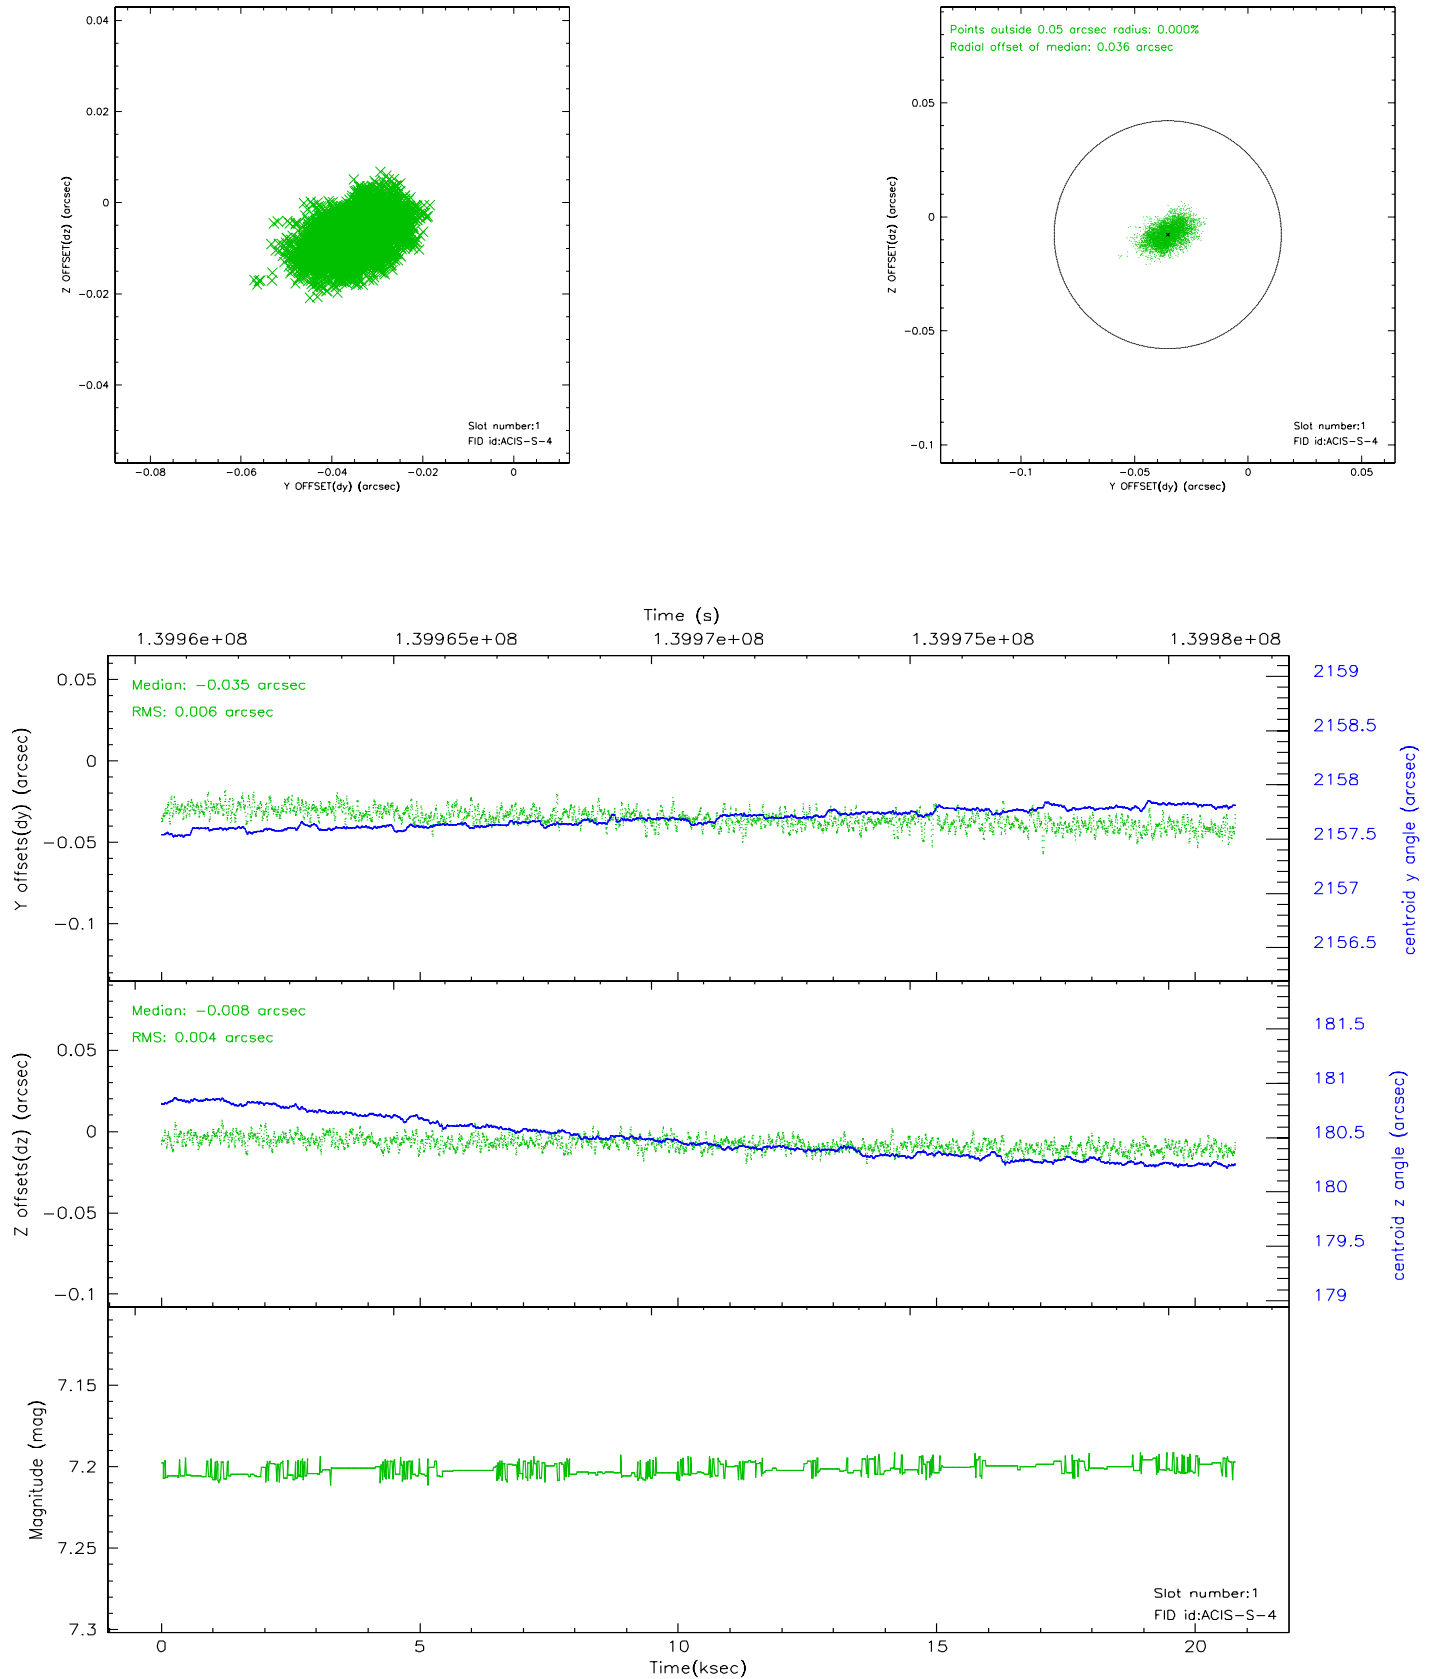 0.04
0.02
0
−0.02
−0.04
Z OFFSET(dz) (arcsec)
Slot number:1
FID id:ACIS−S−4
−0.08
−0.06
−0.04
−0.02
0
Y OFFSET(dy) (arcsec)
Points outside 0.05 arcsec radius: 0.000%
Radial offset of median: 0.036 arcsec
0.05
0
−0.05
−0.1
Z OFFSET(dz) (arcsec)
Slot number:1
FID id:ACIS−S−4
−0.1
−0.05
0
0.05
Y OFFSET(dy) (arcsec)
Time (s)
1.3996e+08
1.39965e+08
1.3997e+08
1.39975e+08
1.3998e+08
Median: −0.035 arcsec
RMS: 0.006 arcsec
0.05
0
−0.05
−0.1
Y offsets(dy) (arcsec)
2159
2158.5
2158
2157.5
2157
2156.5
centroid y angle (arcsec)
Median: −0.008 arcsec
RMS: 0.004 arcsec
0.05
0
−0.05
−0.1
Z offsets(dz) (arcsec)
181.5
181
180.5
180
179.5
179
centroid z angle (arcsec)
7.15
7.2
7.25
7.3
Magnitude (mag)
Slot number:1
FID id:ACIS−S−4
0
5
10
15
20
Time(ksec)